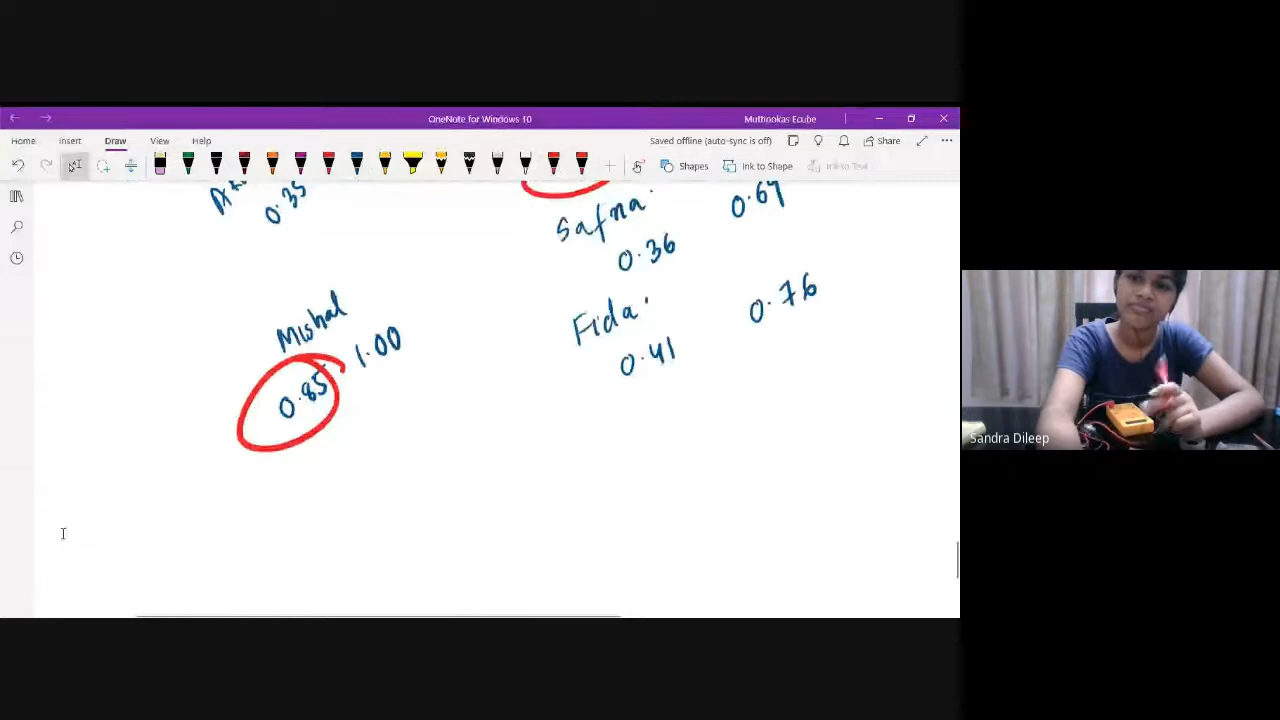 OneNote for Windows 10
Muthookas Ecube
Home Insert Draw View Help
Saved offline (auto-sync is off)
Share
Shapes
Ink to Shape
Ink to Text
0.35
Safna
0.36
0.64
Mishal
0.85 1.00
Fida
0.41
0.76
Sandra Dileep